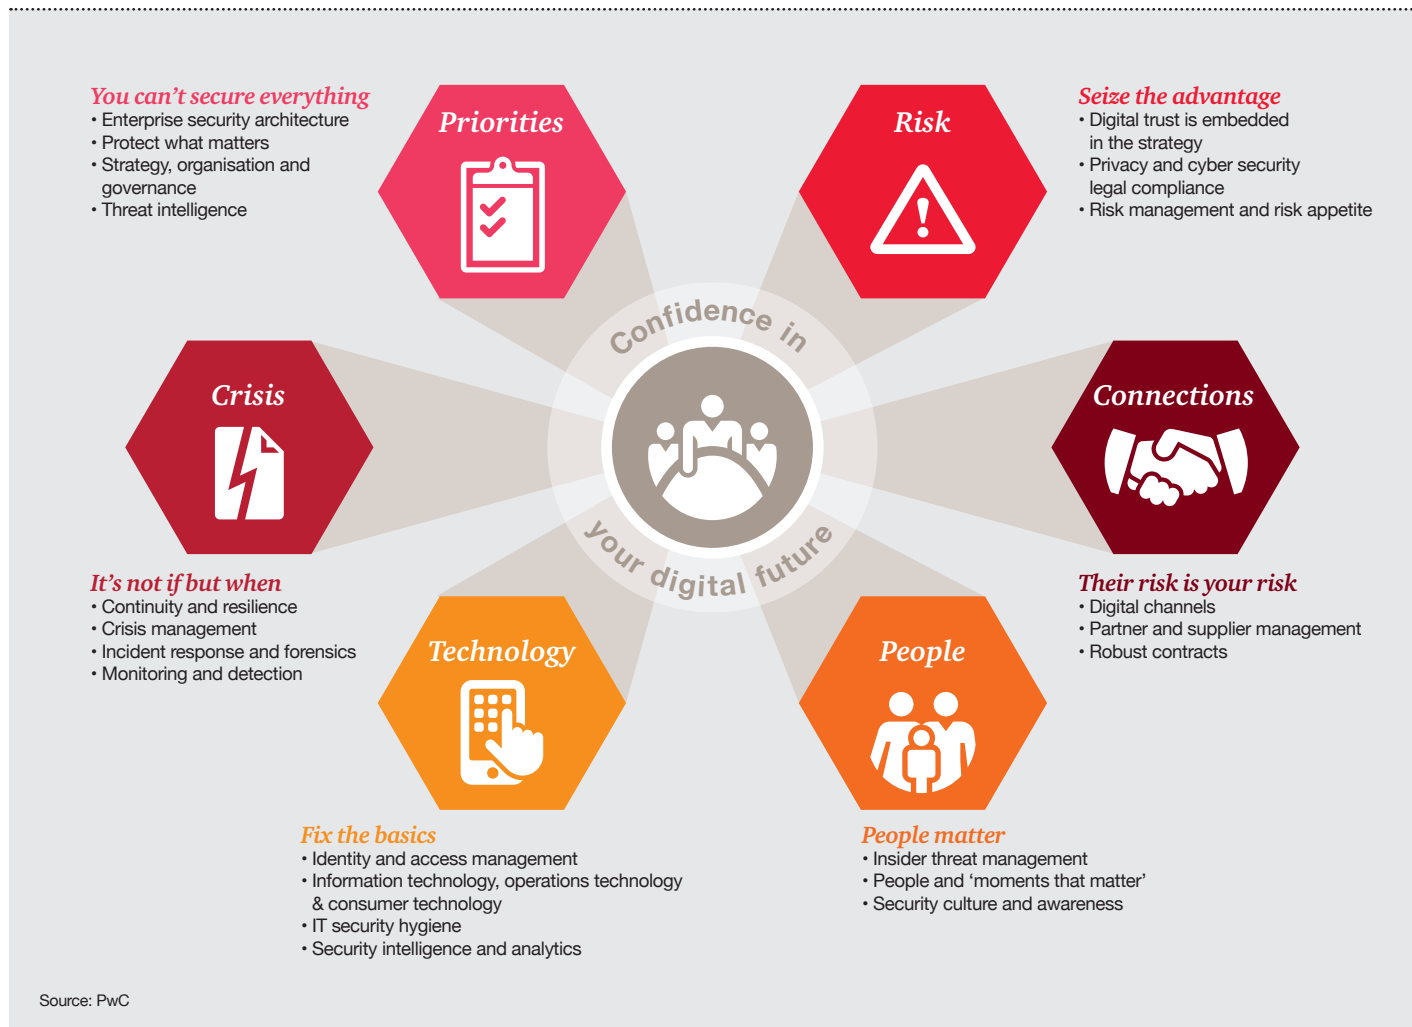 You can't secure everything
• Enterprise security architecture
• Protect what matters
• Strategy, organisation and
governance
• Threat intelligence
Priorities
Risk
Seize the advantage
• Digital trust is embedded
in the strategy
• Privacy and cyber security
legal compliance
• Risk management and risk appetite
Confidence in
your digital future
Crisis
It's not if but when
• Continuity and resilience
• Crisis management
• Incident response and forensics
• Monitoring and detection
Connections
Their risk is your risk
• Digital channels
• Partner and supplier management
• Robust contracts
Technology
Fix the basics
• Identity and access management
• Information technology, operations technology
& consumer technology
• IT security hygiene
• Security intelligence and analytics
People
People matter
• Insider threat management
• People and ‘moments that matter’
• Security culture and awareness
Source: PwC